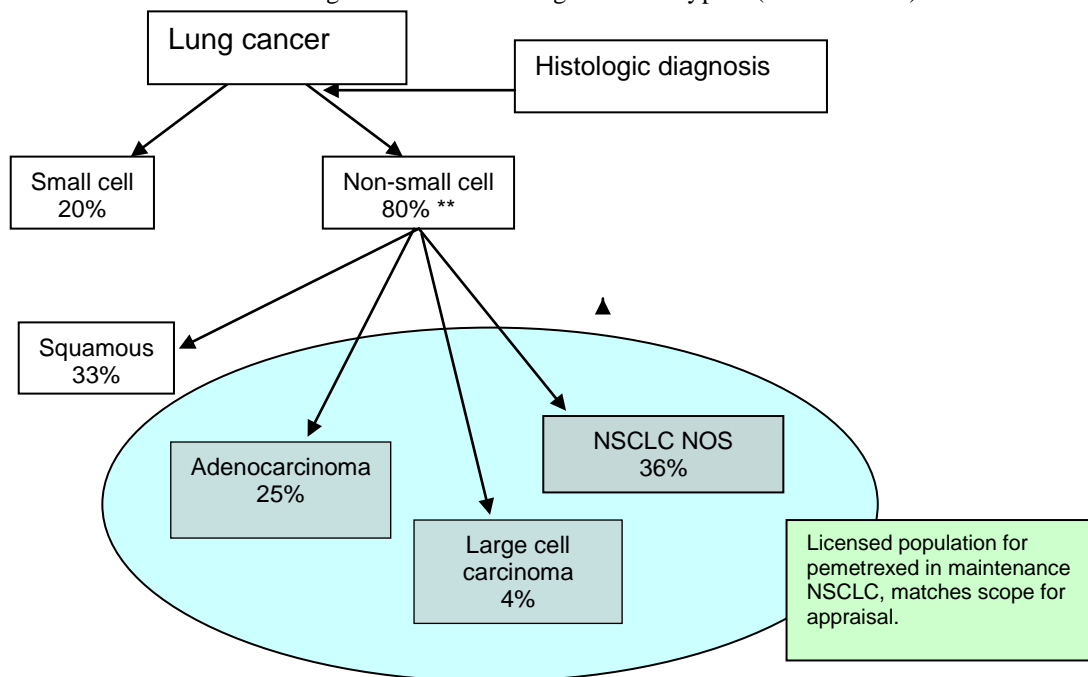 Lung cancer
Histologic diagnosis
Small cell
20%
Non-small cell
80% **
Squamous
33%
Adenocarcinoma
25%
Large cell
carcinoma
4%
NSCLC NOS
36%
Licensed population for
pemetrexed in maintenance
NSCLC, matches scope for
appraisal.